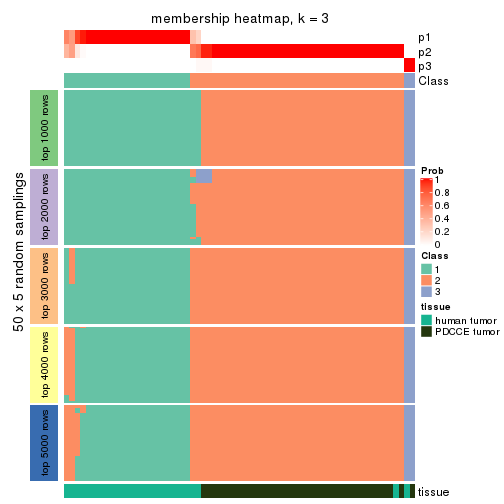 membership heatmap, k = 3
p1
p2
p3
Class
50 x 5 random samplings
top 1000 rows
top 2000 rows
top 3000 rows
top 4000 rows
top 5000 rows
Prob
1
0.8
0.6
0.4
0.2
0
Class
1
2
3
tissue
human tumor
PDCCE tumor
tissue